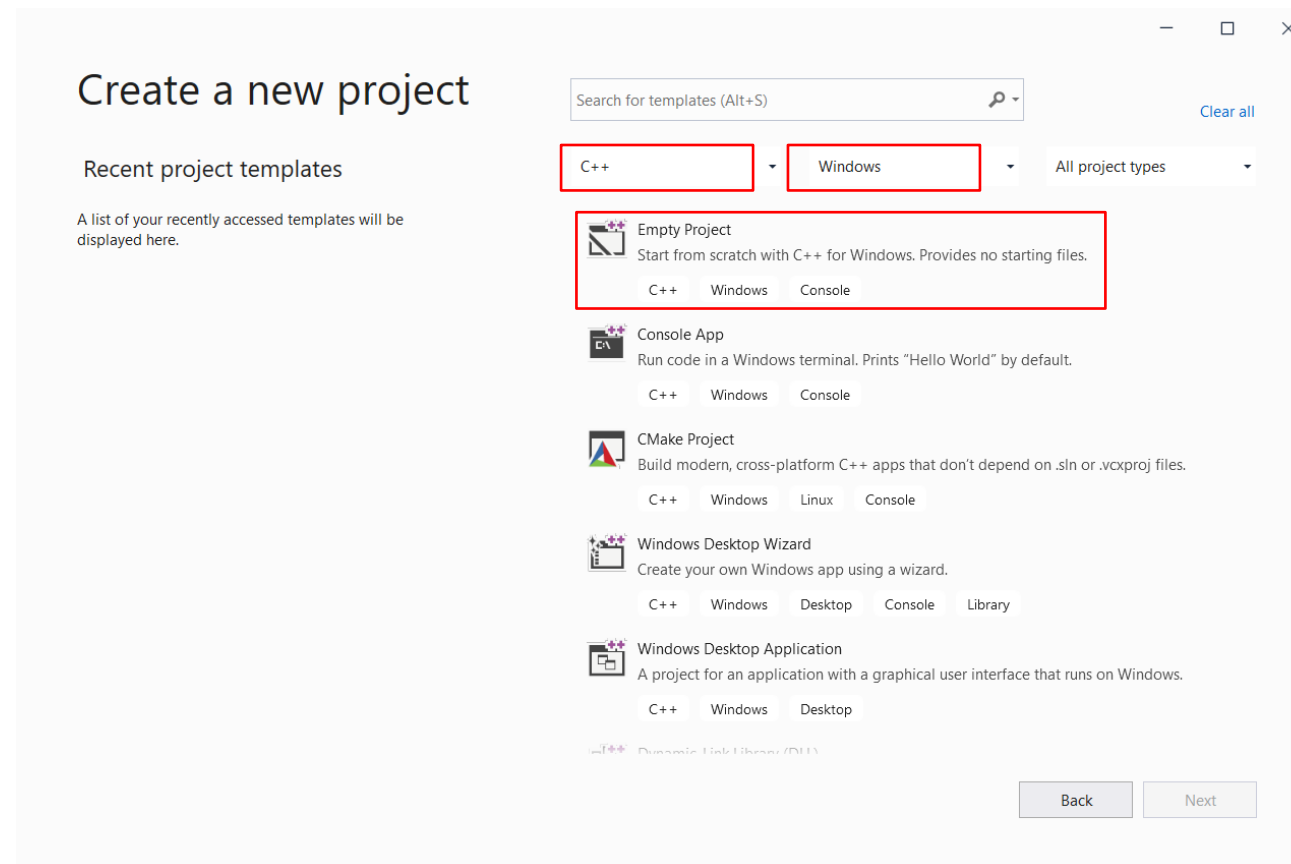 Create a new project
Search for templates (Alt+S)
Clear all
Recent project templates
A list of your recently accessed templates will be
displayed here.
C++
Windows
All project types
Empty Project
Start from scratch with C++ for Windows. Provides no starting files.
C++ Windows Console
Console App
Run code in a Windows terminal. Prints “Hello World” by default.
C++ Windows Console
CMake Project
Build modern, cross-platform C++ apps that don’t depend on .sln or .vcxproj files.
C++ Windows Linux Console
Windows Desktop Wizard
Create your own Windows app using a wizard.
C++ Windows Desktop Console Library
Windows Desktop Application
A project for an application with a graphical user interface that runs on Windows.
C++ Windows Desktop
Dynamic-Link Library (DLL)
Back
Next